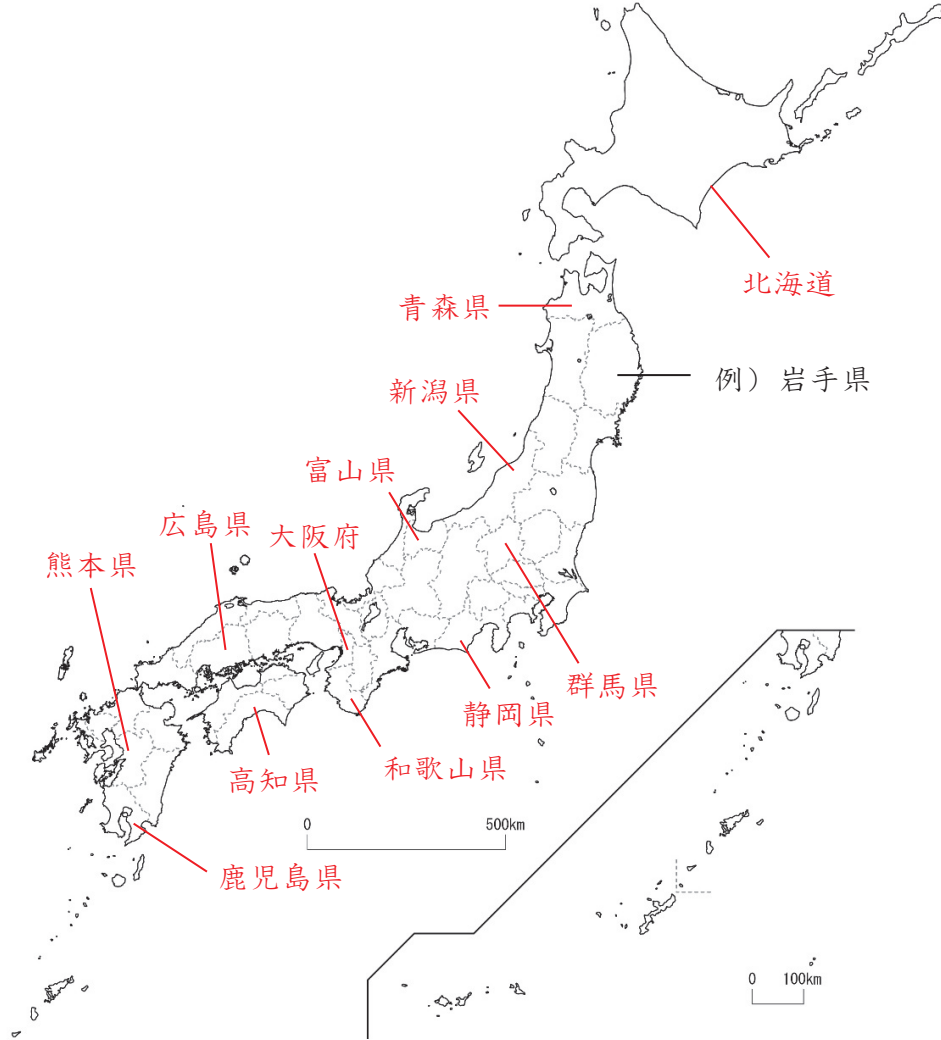 北海道
青森県
例）岩手県
新潟県
富山県
広島県
大阪府
熊本県
群馬県
静岡県
和歌山県
高知県
鹿児島県
0 500km
0 100km